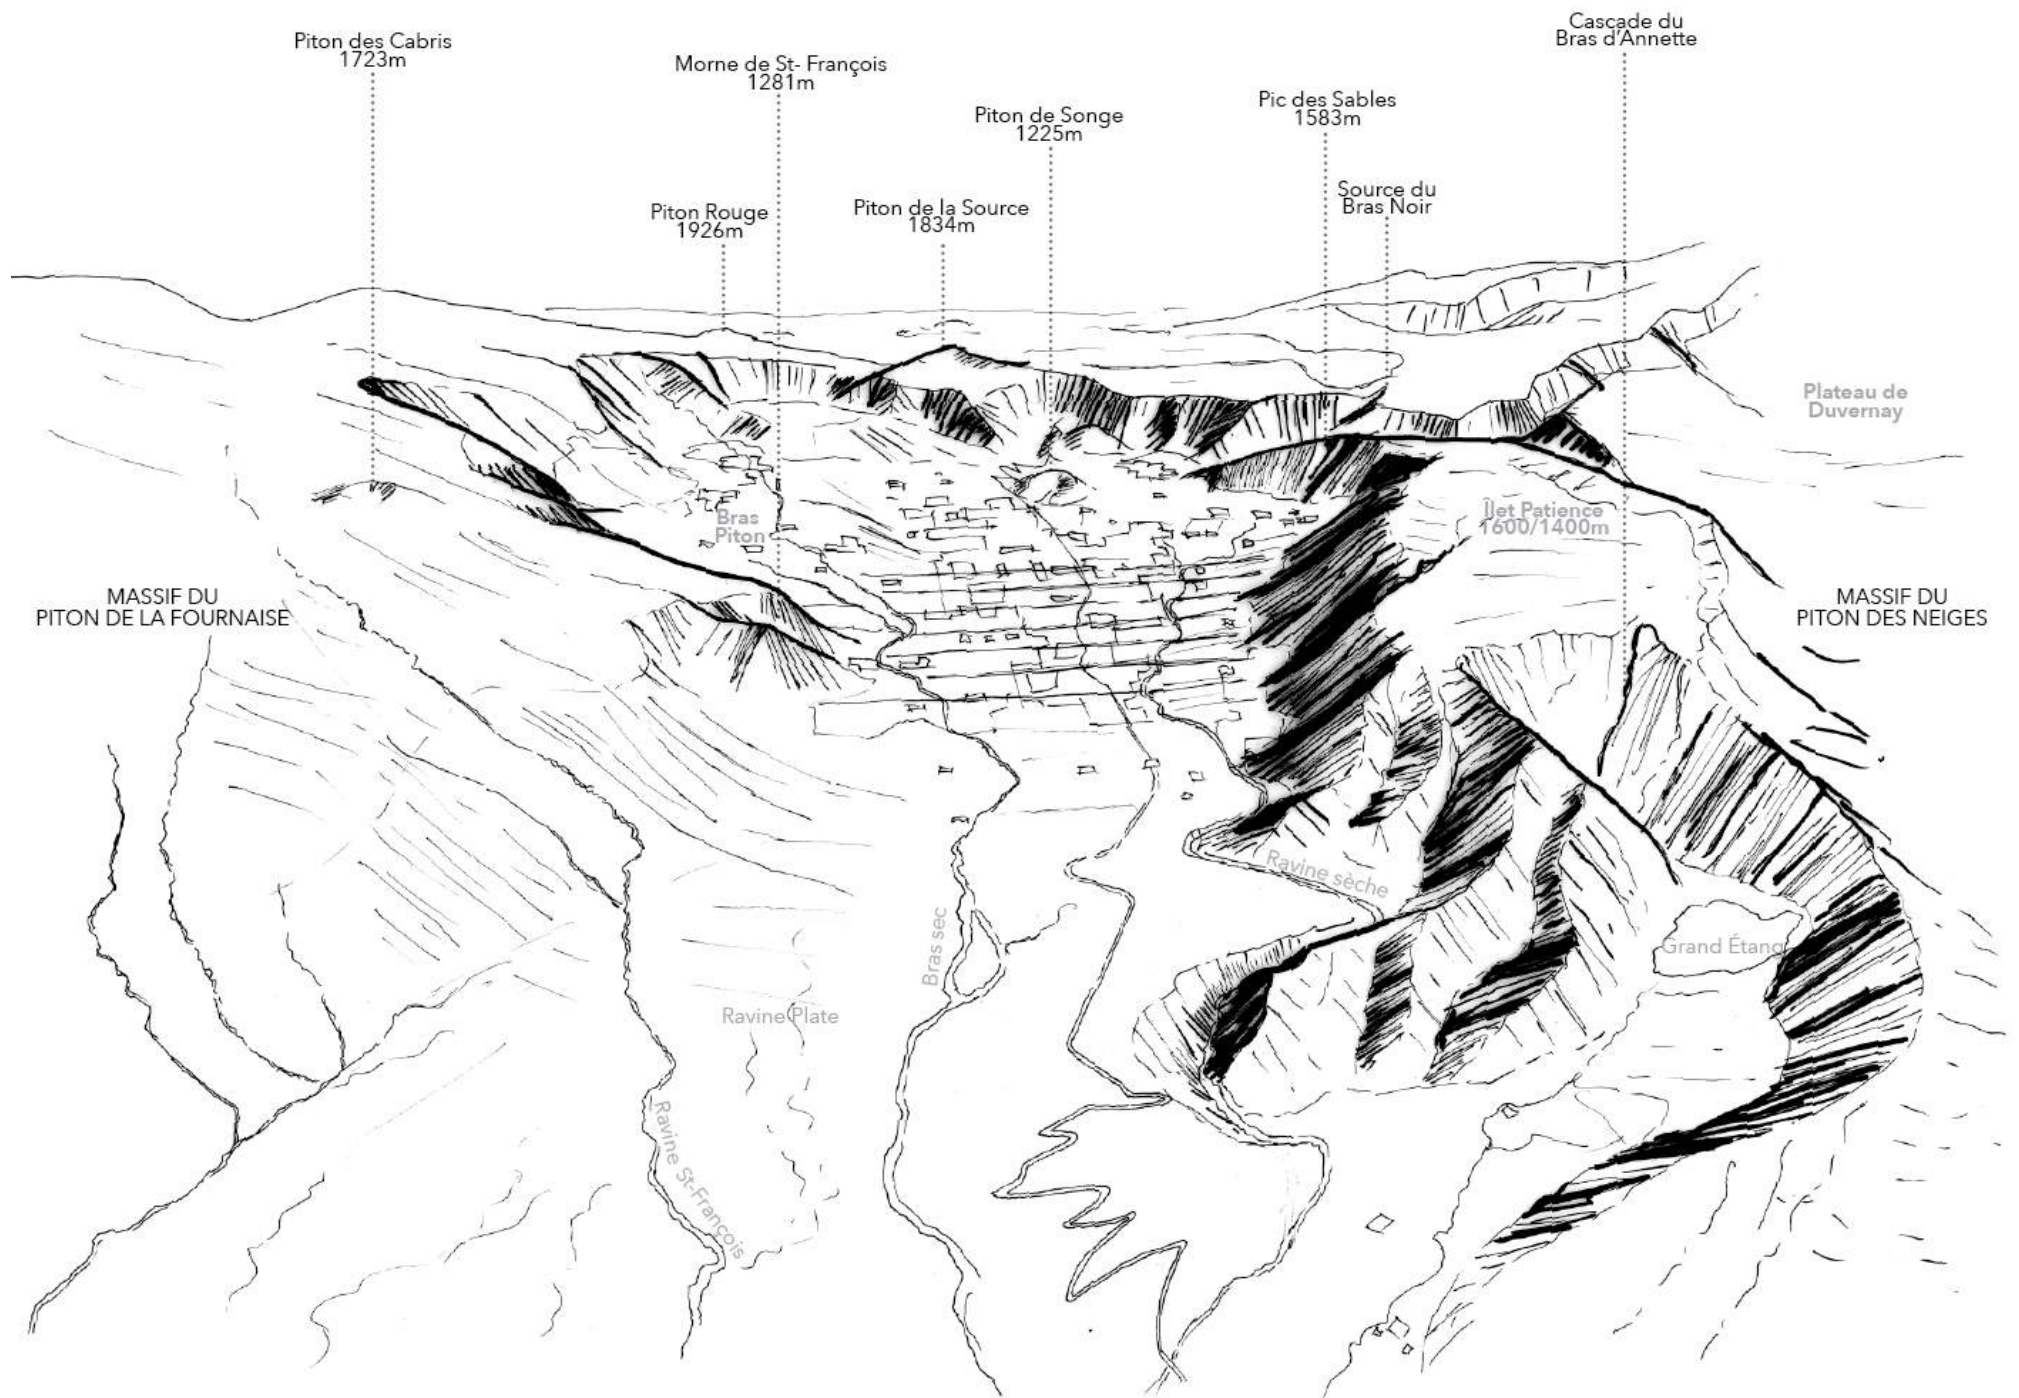 Cascade du
Bras d'Annette
Piton des Cabris
1723m
Morne de St- François
1281m
Pic des Sables
1583m
Piton de Songe
1225m
Source du
Bras Noir
Piton Rouge
1926m
Piton de la Source
1834m
Plateau de
Duvernay
Îlet Patience
1600/1400m
Bras
Piton
MASSIF DU
PITON DE LA FOURNAISE
MASSIF DU
PITON DES NEIGES
Ravine sèche
Bras sec
Grand Étang
Ravine Plate
Ravine St-François